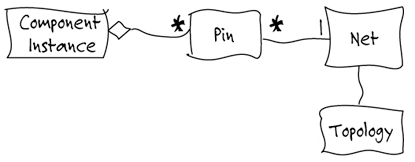 Component
Instance
* Pin * 1 Net
Topology